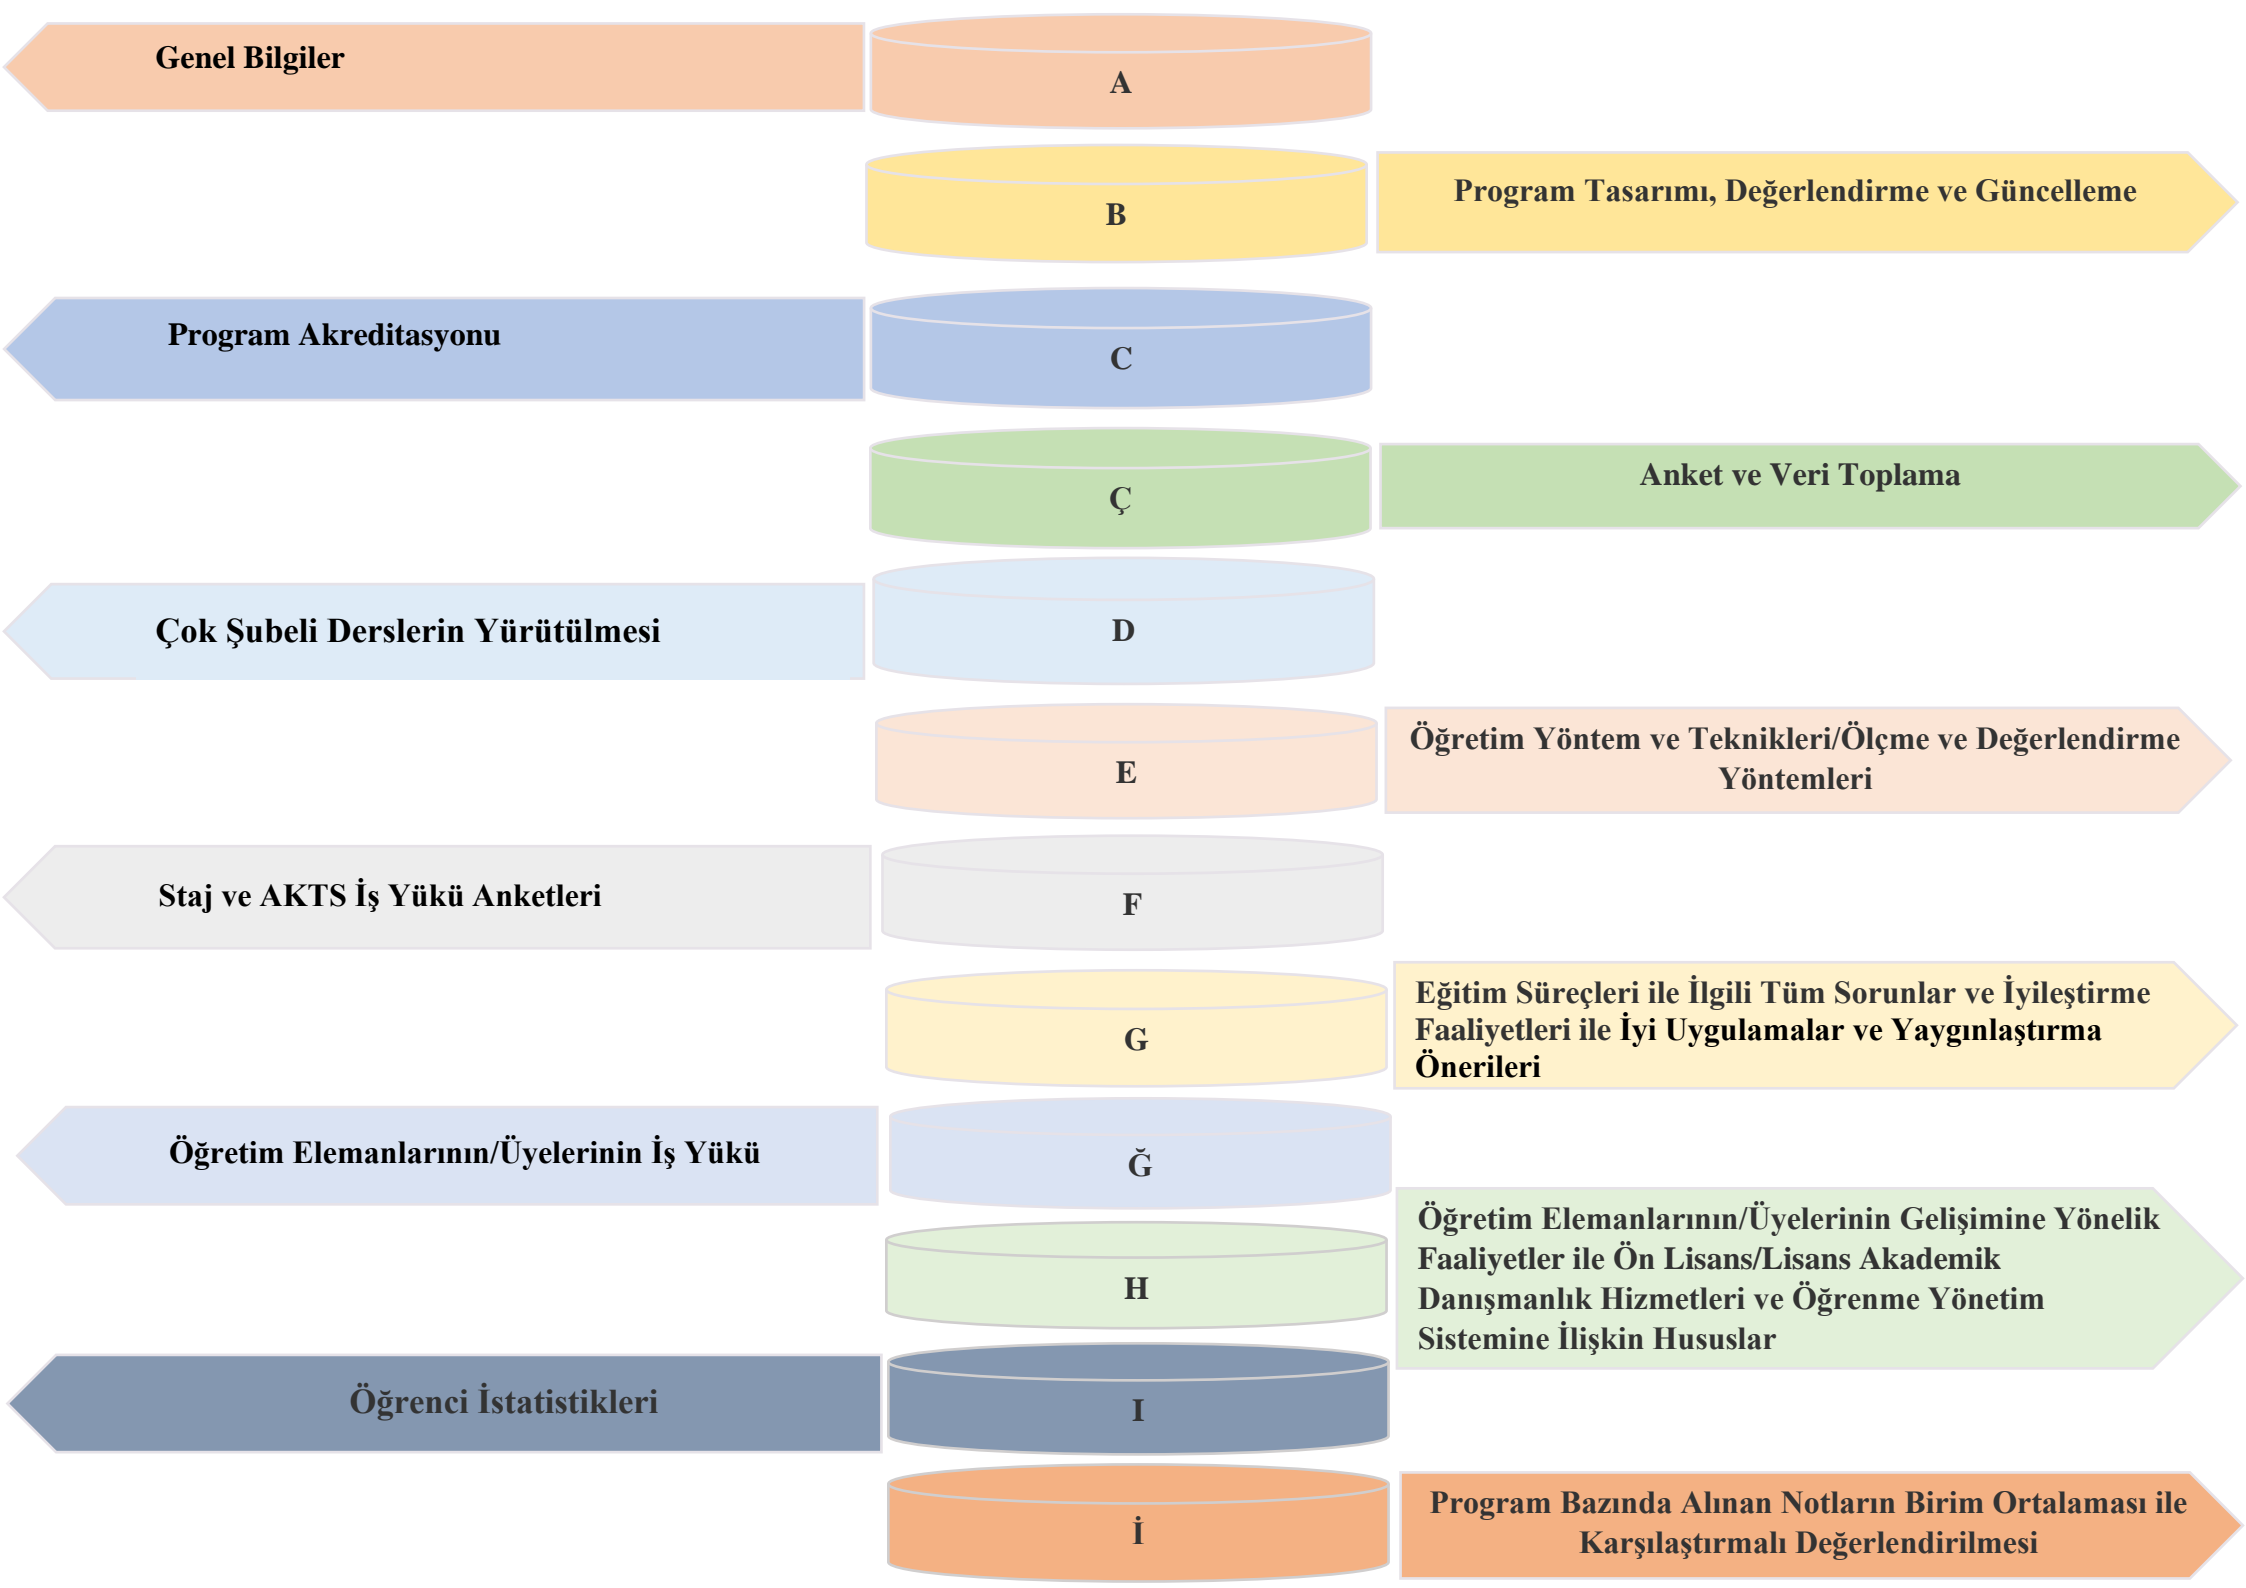 Genel Bilgiler
A
B
Program Tasarımı, Değerlendirme ve Güncelleme
Program Akreditasyonu
C
Ç
Anket ve Veri Toplama
Çok Şubeli Derslerin Yürütülmesi
D
E
Öğretim Yöntem ve Teknikleri/Ölçme ve Değerlendirme
Yöntemleri
Staj ve AKTS İş Yükü Anketleri
F
G
Eğitim Süreçleri ile İlgili Tüm Sorunlar ve İyileştirme
Faaliyetleri ile İyi Uygulamalar ve Yaygınlaştırma
Önerileri
Öğretim Elemanlarının/Üyelerinin İş Yükü
Ğ
H
Öğretim Elemanlarının/Üyelerinin Gelişimine Yönelik
Faaliyetler ile Ön Lisans/Lisans Akademik
Danışmanlık Hizmetleri ve Öğrenme Yönetim
Sistemine İlişkin Hususlar
Öğrenci İstatistikleri
I
İ
Program Bazında Alınan Notların Birim Ortalaması ile
Karşılaştırmalı Değerlendirilmesi